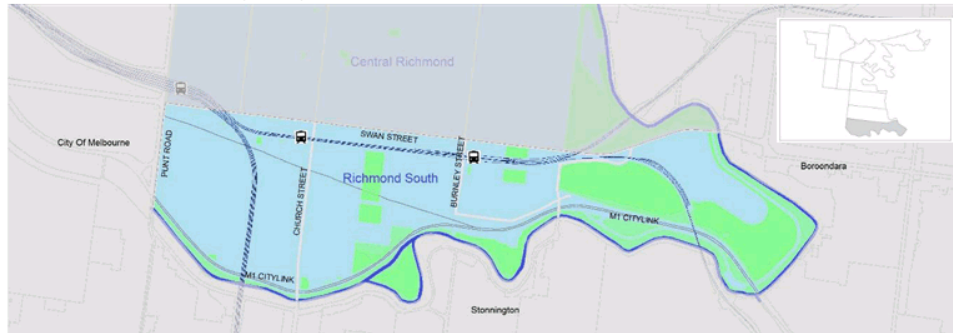 Central Richmond
SWAN STREET
City Of Melbourne
PUNT ROAD
BURNLEY STREET
Boroondara
Richmond South
CHURCH STREET
M1 CITYLINK
M1 CITYLINK
Stonnington